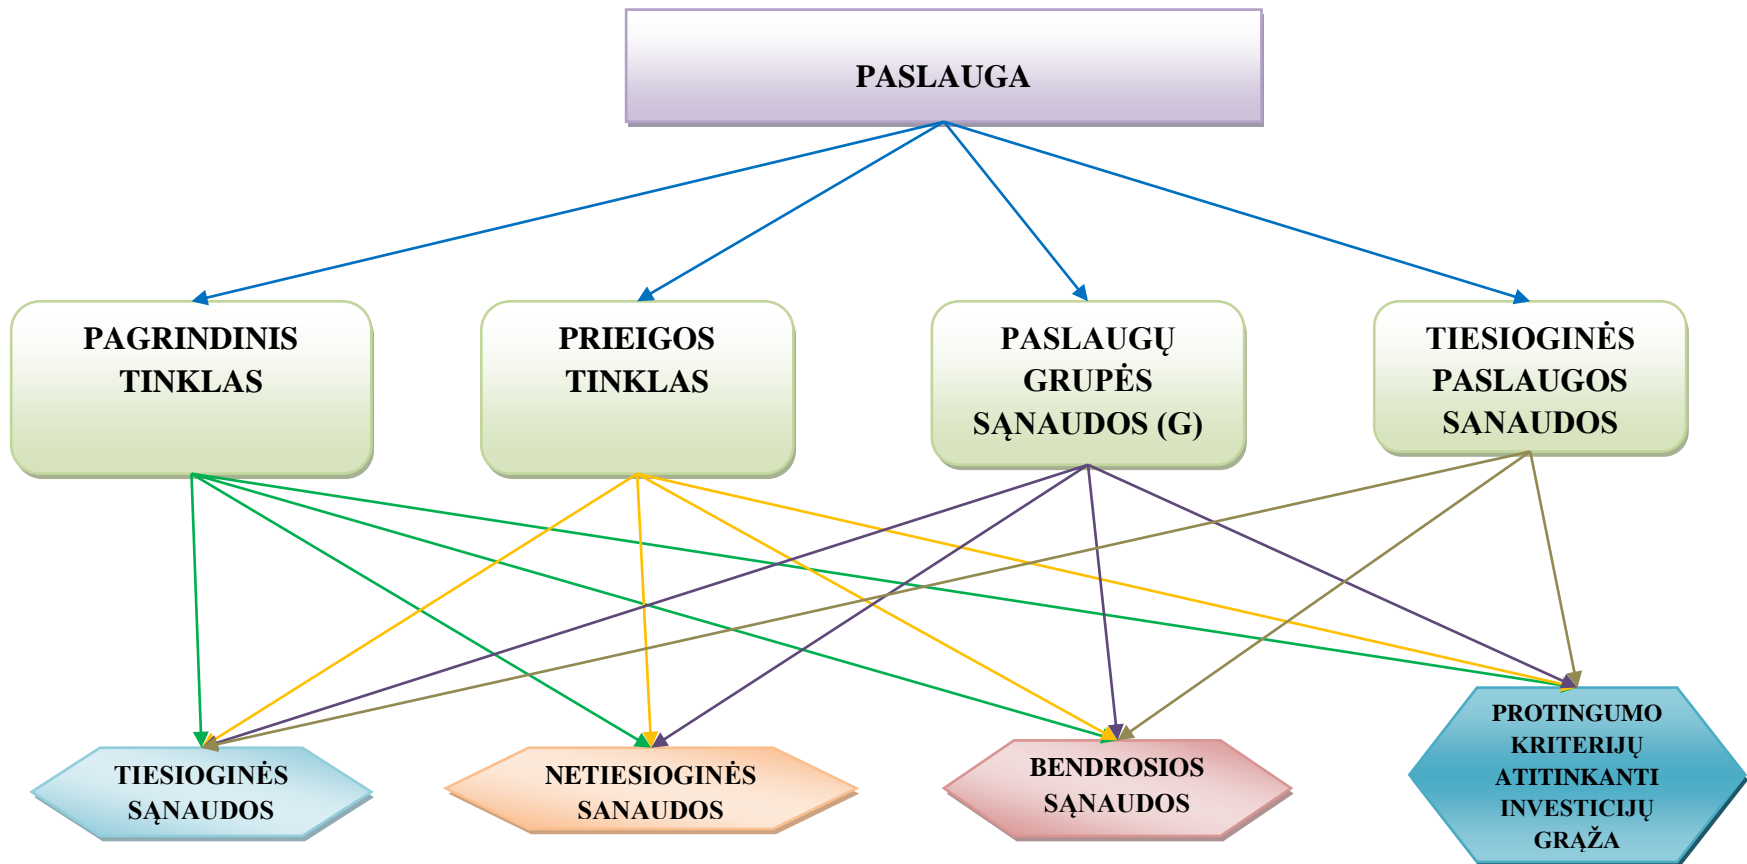 PASLAUGA
PAGRINDINIS
TINKLAS
PRIEIGOS
TINKLAS
PASLAUGŲ
GRUPĖS
SĄNAUDOS (G)
TIESIOGINĖS
PASLAUGOS
SĄNAUDOS
TIESIOGINĖS
SĄNAUDOS
NETIESIOGINĖS
SANAUDOS
BENDROSIOS
SĄNAUDOS
PROTINGUMO
KRITERIJŲ
ATITINKANTI
INVESTICIJŲ
GRĄŽA